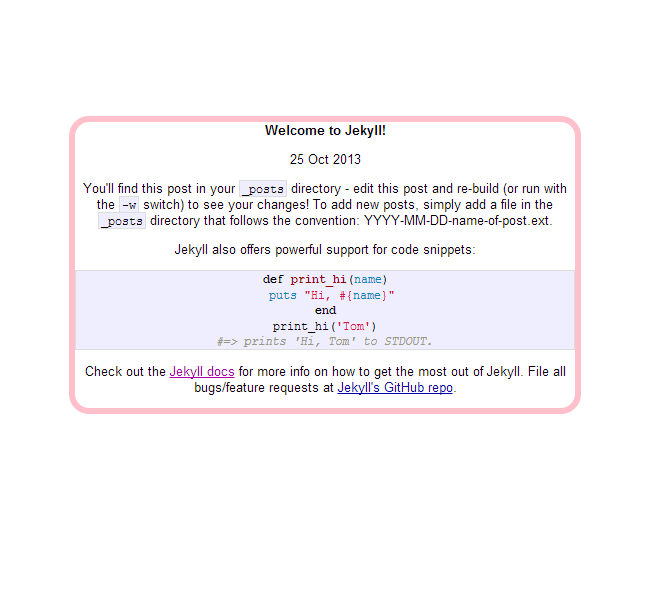 Welcome to Jekyll!
25 Oct 2013
You'll find this post in your _posts directory - edit this post and re-build (or run with
the -w switch) to see your changes! To add new posts, simply add a file in the
_posts directory that follows the convention: YYYY-MM-DD-name-of-post.ext.
Jekyll also offers powerful support for code snippets:
def print_hi(name)
puts "Hi, #{name}"
end
print_hi('Tom')
#=> prints 'Hi, Tom' to STDOUT.
Check out the Jekyll docs for more info on how to get the most out of Jekyll. File all
bugs/feature requests at Jekyll's GitHub repo.